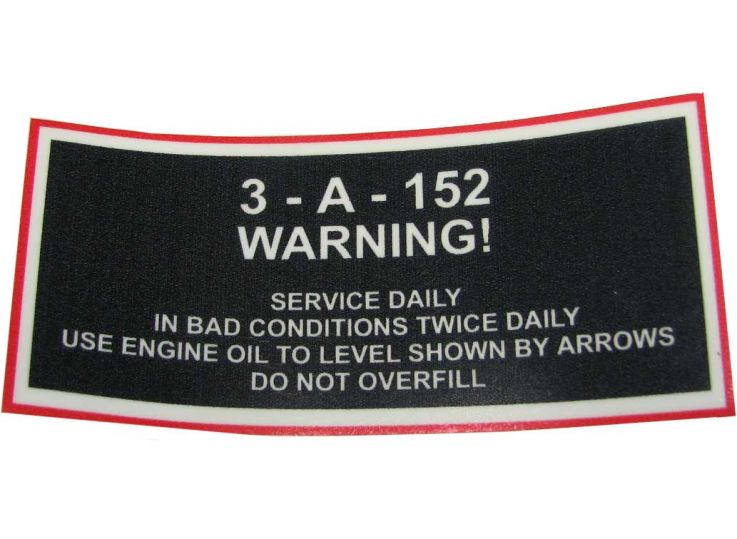 3 - A - 152
WARNING!
SERVICE DAILY
IN BAD CONDITIONS TWICE DAILY
USE ENGINE OIL TO LEVEL SHOWN BY ARROWS
DO NOT OVERFILL